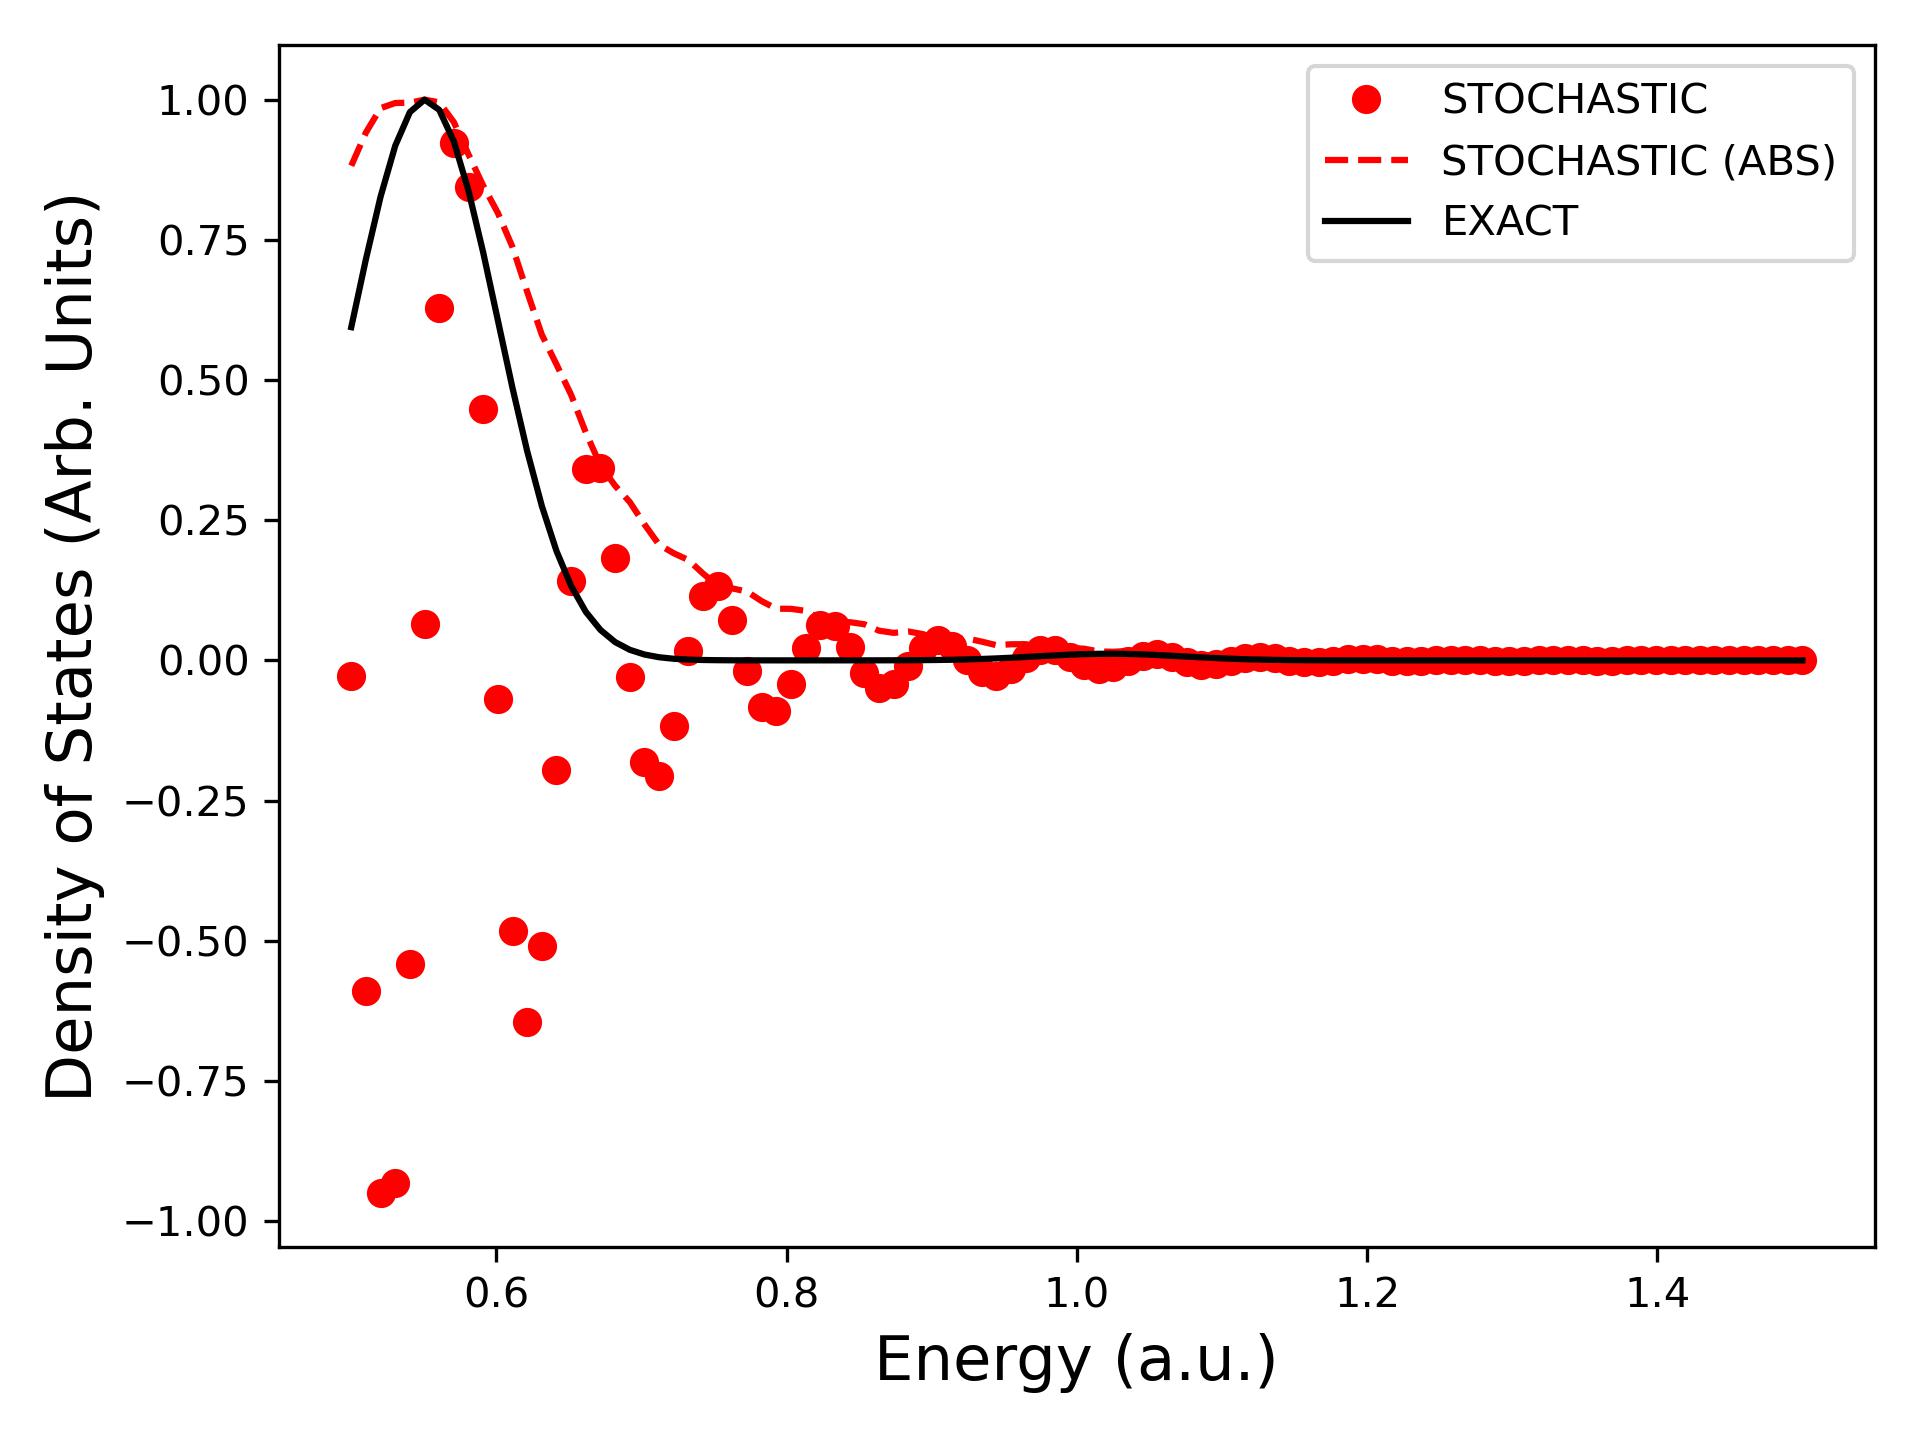 STOCHASTIC
STOCHASTIC (ABS)
EXACT
Density of States (Arb. Units)
1.00
0.75
0.50
0.25
0.00
−0.25
−0.50
−0.75
−1.00
0.6 0.8 1.0 1.2 1.4
Energy (a.u.)